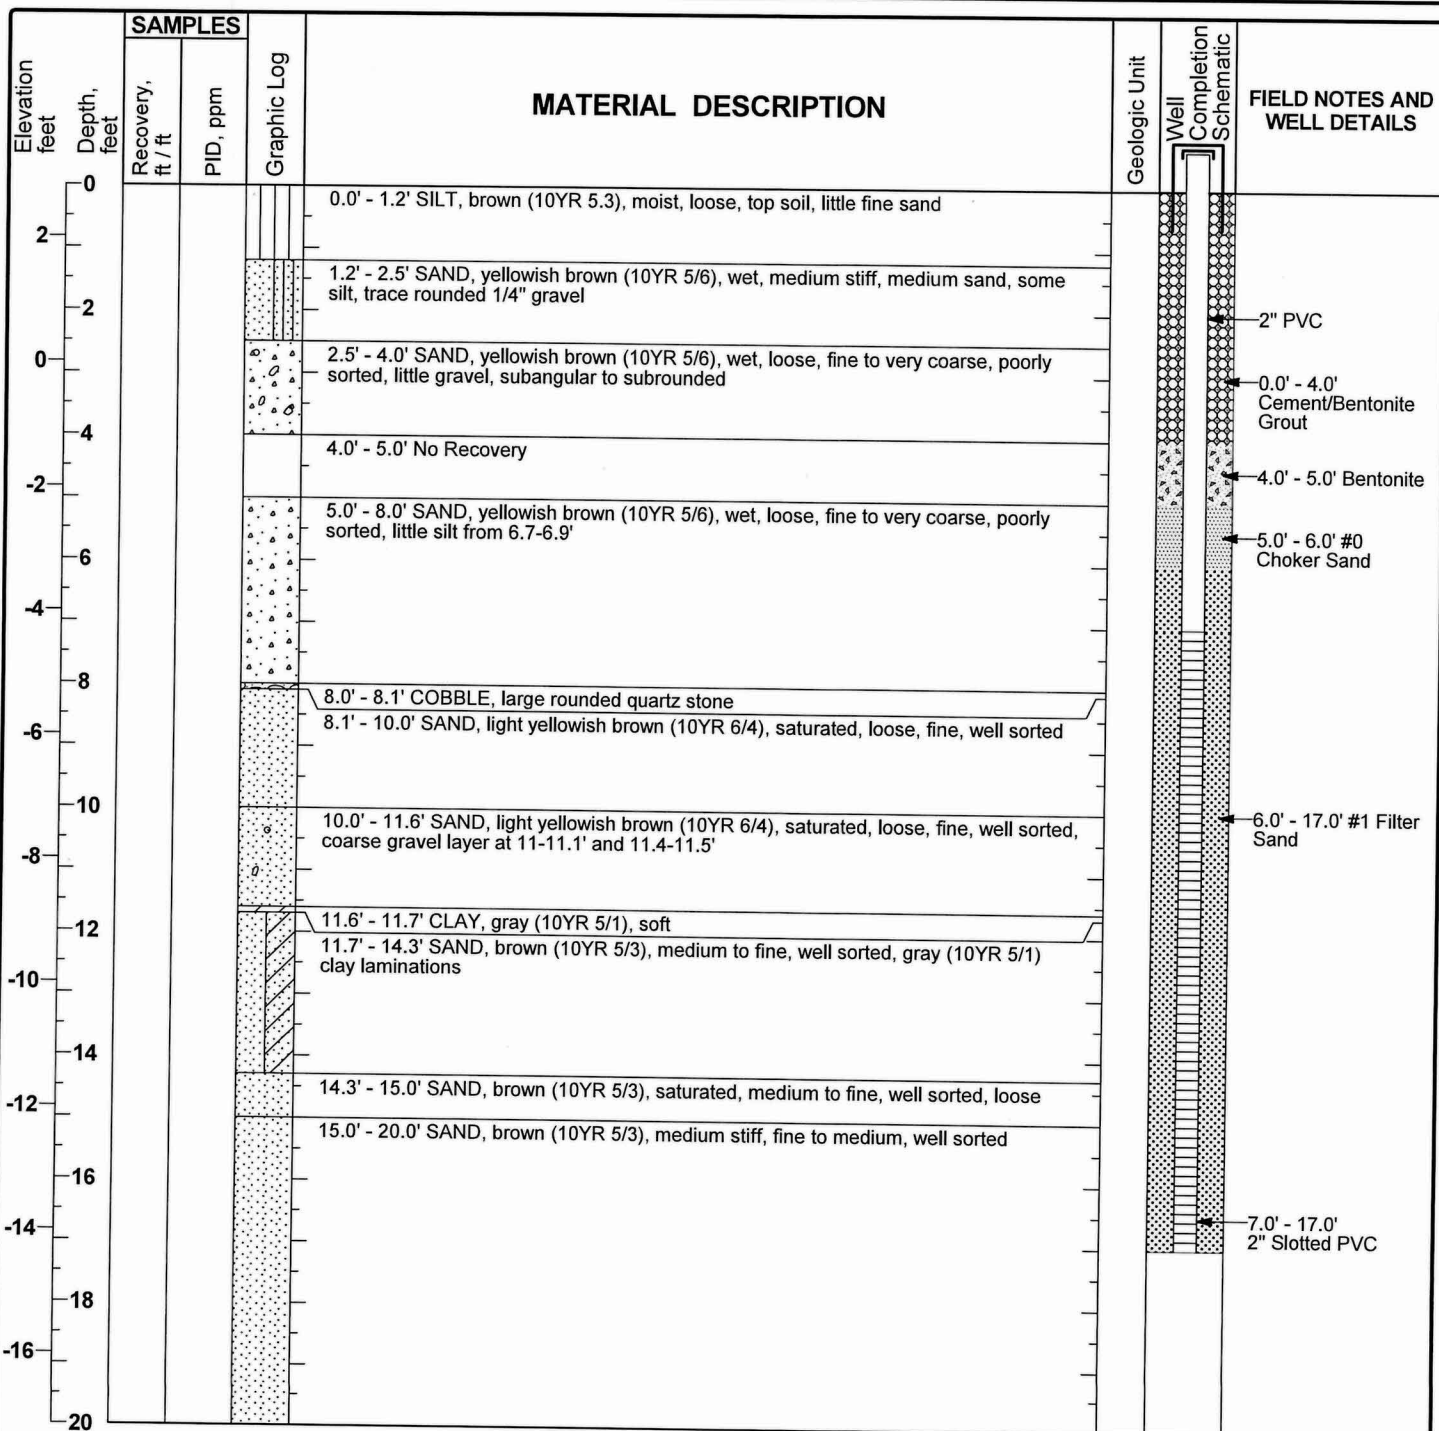 SAMPLES
Elevation
feet
Depth,
feet
Recovery,
ft / ft
PID, ppm
Graphic Log
MATERIAL DESCRIPTION
Geologic Unit
Well
Completion
Schematic
FIELD NOTES AND
WELL DETAILS
0
0.0' - 1.2' SILT, brown (10YR 5.3), moist, loose, top soil, little fine sand
2
1.2' - 2.5' SAND, yellowish brown (10YR 5/6), wet, medium stiff, medium sand, some
silt, trace rounded 1/4" gravel
2
2" PVC
0
2.5' - 4.0' SAND, yellowish brown (10YR 5/6), wet, loose, fine to very coarse, poorly
sorted, little gravel, subangular to subrounded
0.0' - 4.0'
Cement/Bentonite
Grout
4
4.0' - 5.0' No Recovery
-2
4.0' - 5.0' Bentonite
5.0' - 8.0' SAND, yellowish brown (10YR 5/6), wet, loose, fine to very coarse, poorly
sorted, little silt from 6.7-6.9'
5.0' - 6.0' #0
Choker Sand
6
-4
8
8.0' - 8.1' COBBLE, large rounded quartz stone
8.1' - 10.0' SAND, light yellowish brown (10YR 6/4), saturated, loose, fine, well sorted
-6
10
10.0' - 11.6' SAND, light yellowish brown (10YR 6/4), saturated, loose, fine, well sorted,
coarse gravel layer at 11-11.1' and 11.4-11.5'
6.0' - 17.0' #1 Filter
Sand
-8
12
11.6' - 11.7' CLAY, gray (10YR 5/1), soft
11.7' - 14.3' SAND, brown (10YR 5/3), medium to fine, well sorted, gray (10YR 5/1)
clay laminations
-10
14
14.3' - 15.0' SAND, brown (10YR 5/3), saturated, medium to fine, well sorted, loose
-12
15.0' - 20.0' SAND, brown (10YR 5/3), medium stiff, fine to medium, well sorted
16
-14
7.0' - 17.0'
2" Slotted PVC
18
-16
20